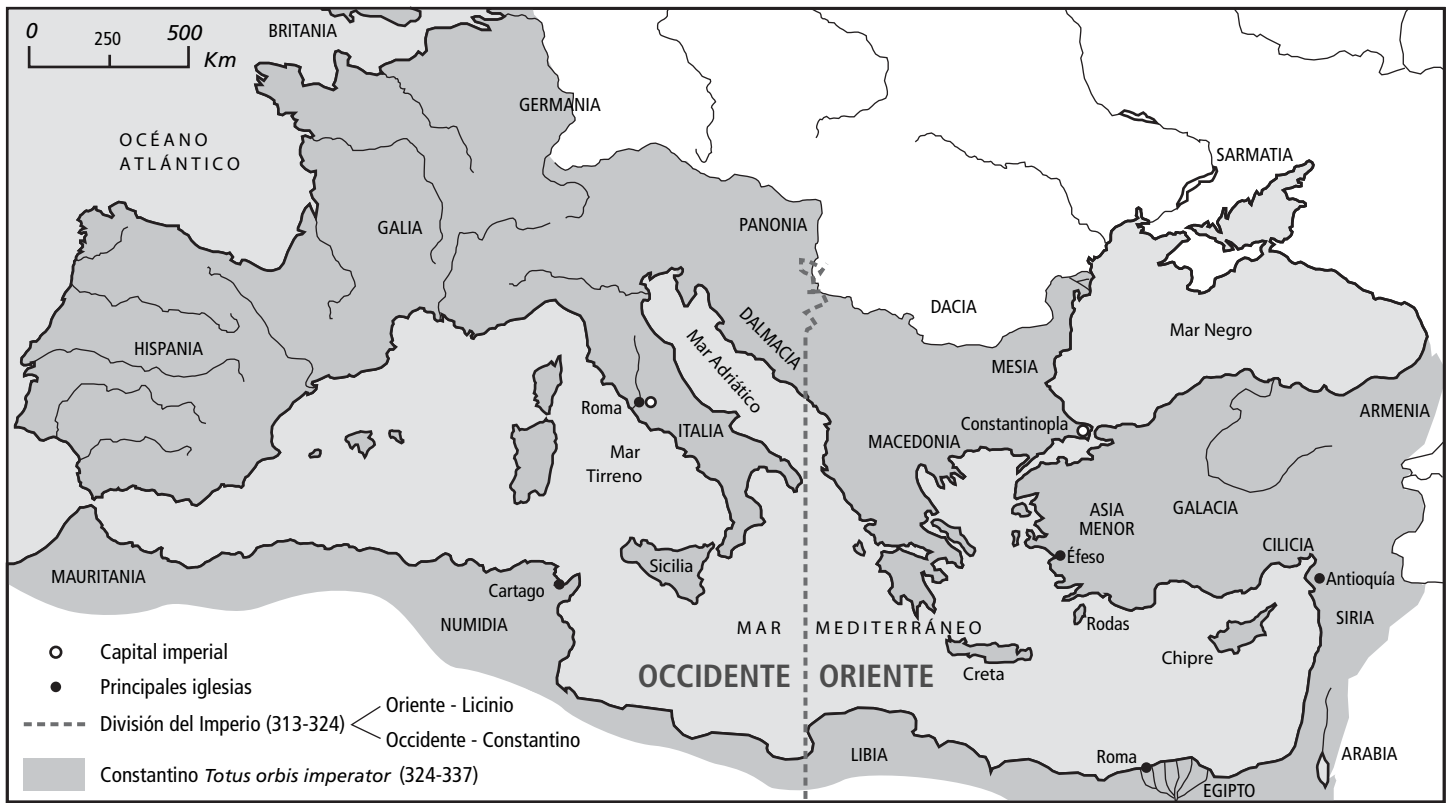 0
250
500
Km
BRITANIA
GERMANIA
OCÉANO
ATLÁNTICO
SARMATIA
GALIA
PANONIA
DACIA
DALMACIA
Mar Negro
HISPANIA
Mar Adriático
MESIA
Roma
ITALIA
Constantinopla
ARMENIA
MACEDONIA
Mar
Tirreno
ASIA
MENOR
GALACIA
CILICIA
Éfeso
Sicilia
MAURITANIA
Cartago
Antioquía
NUMIDIA
MAR MEDITERRÁNEO
Rodas
SIRIA
Chipre
OCCIDENTE ORIENTE
Creta
LIBIA
Roma
ARABIA
EGIPTO
Capital imperial
Principales iglesias
División del Imperio (313-324)
Oriente - Licinio
Occidente - Constantino
Constantino Totus orbis imperator (324-337)